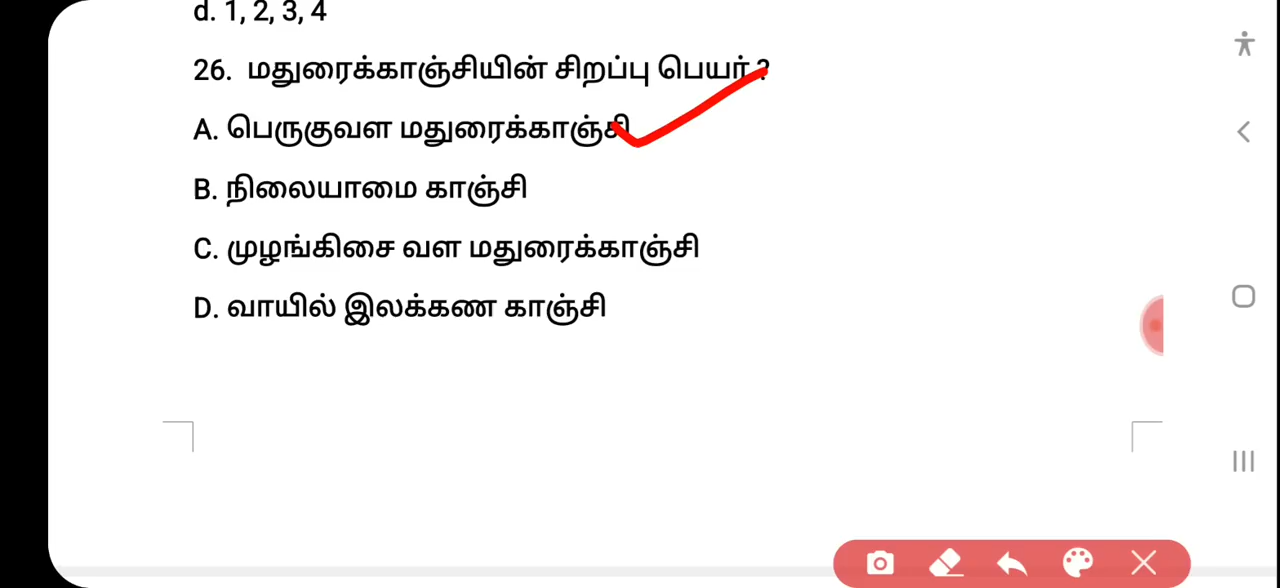 d. 1, 2, 3, 4
26. மதுரைக்காஞ்சியின் சிறப்பு பெயர் ?
A. பெருகுவள மதுரைக்காஞ்சி
B. நிலையாமை காஞ்சி
C. முழங்கிசை வள மதுரைக்காஞ்சி
D. வாயில் இலக்கண காஞ்சி